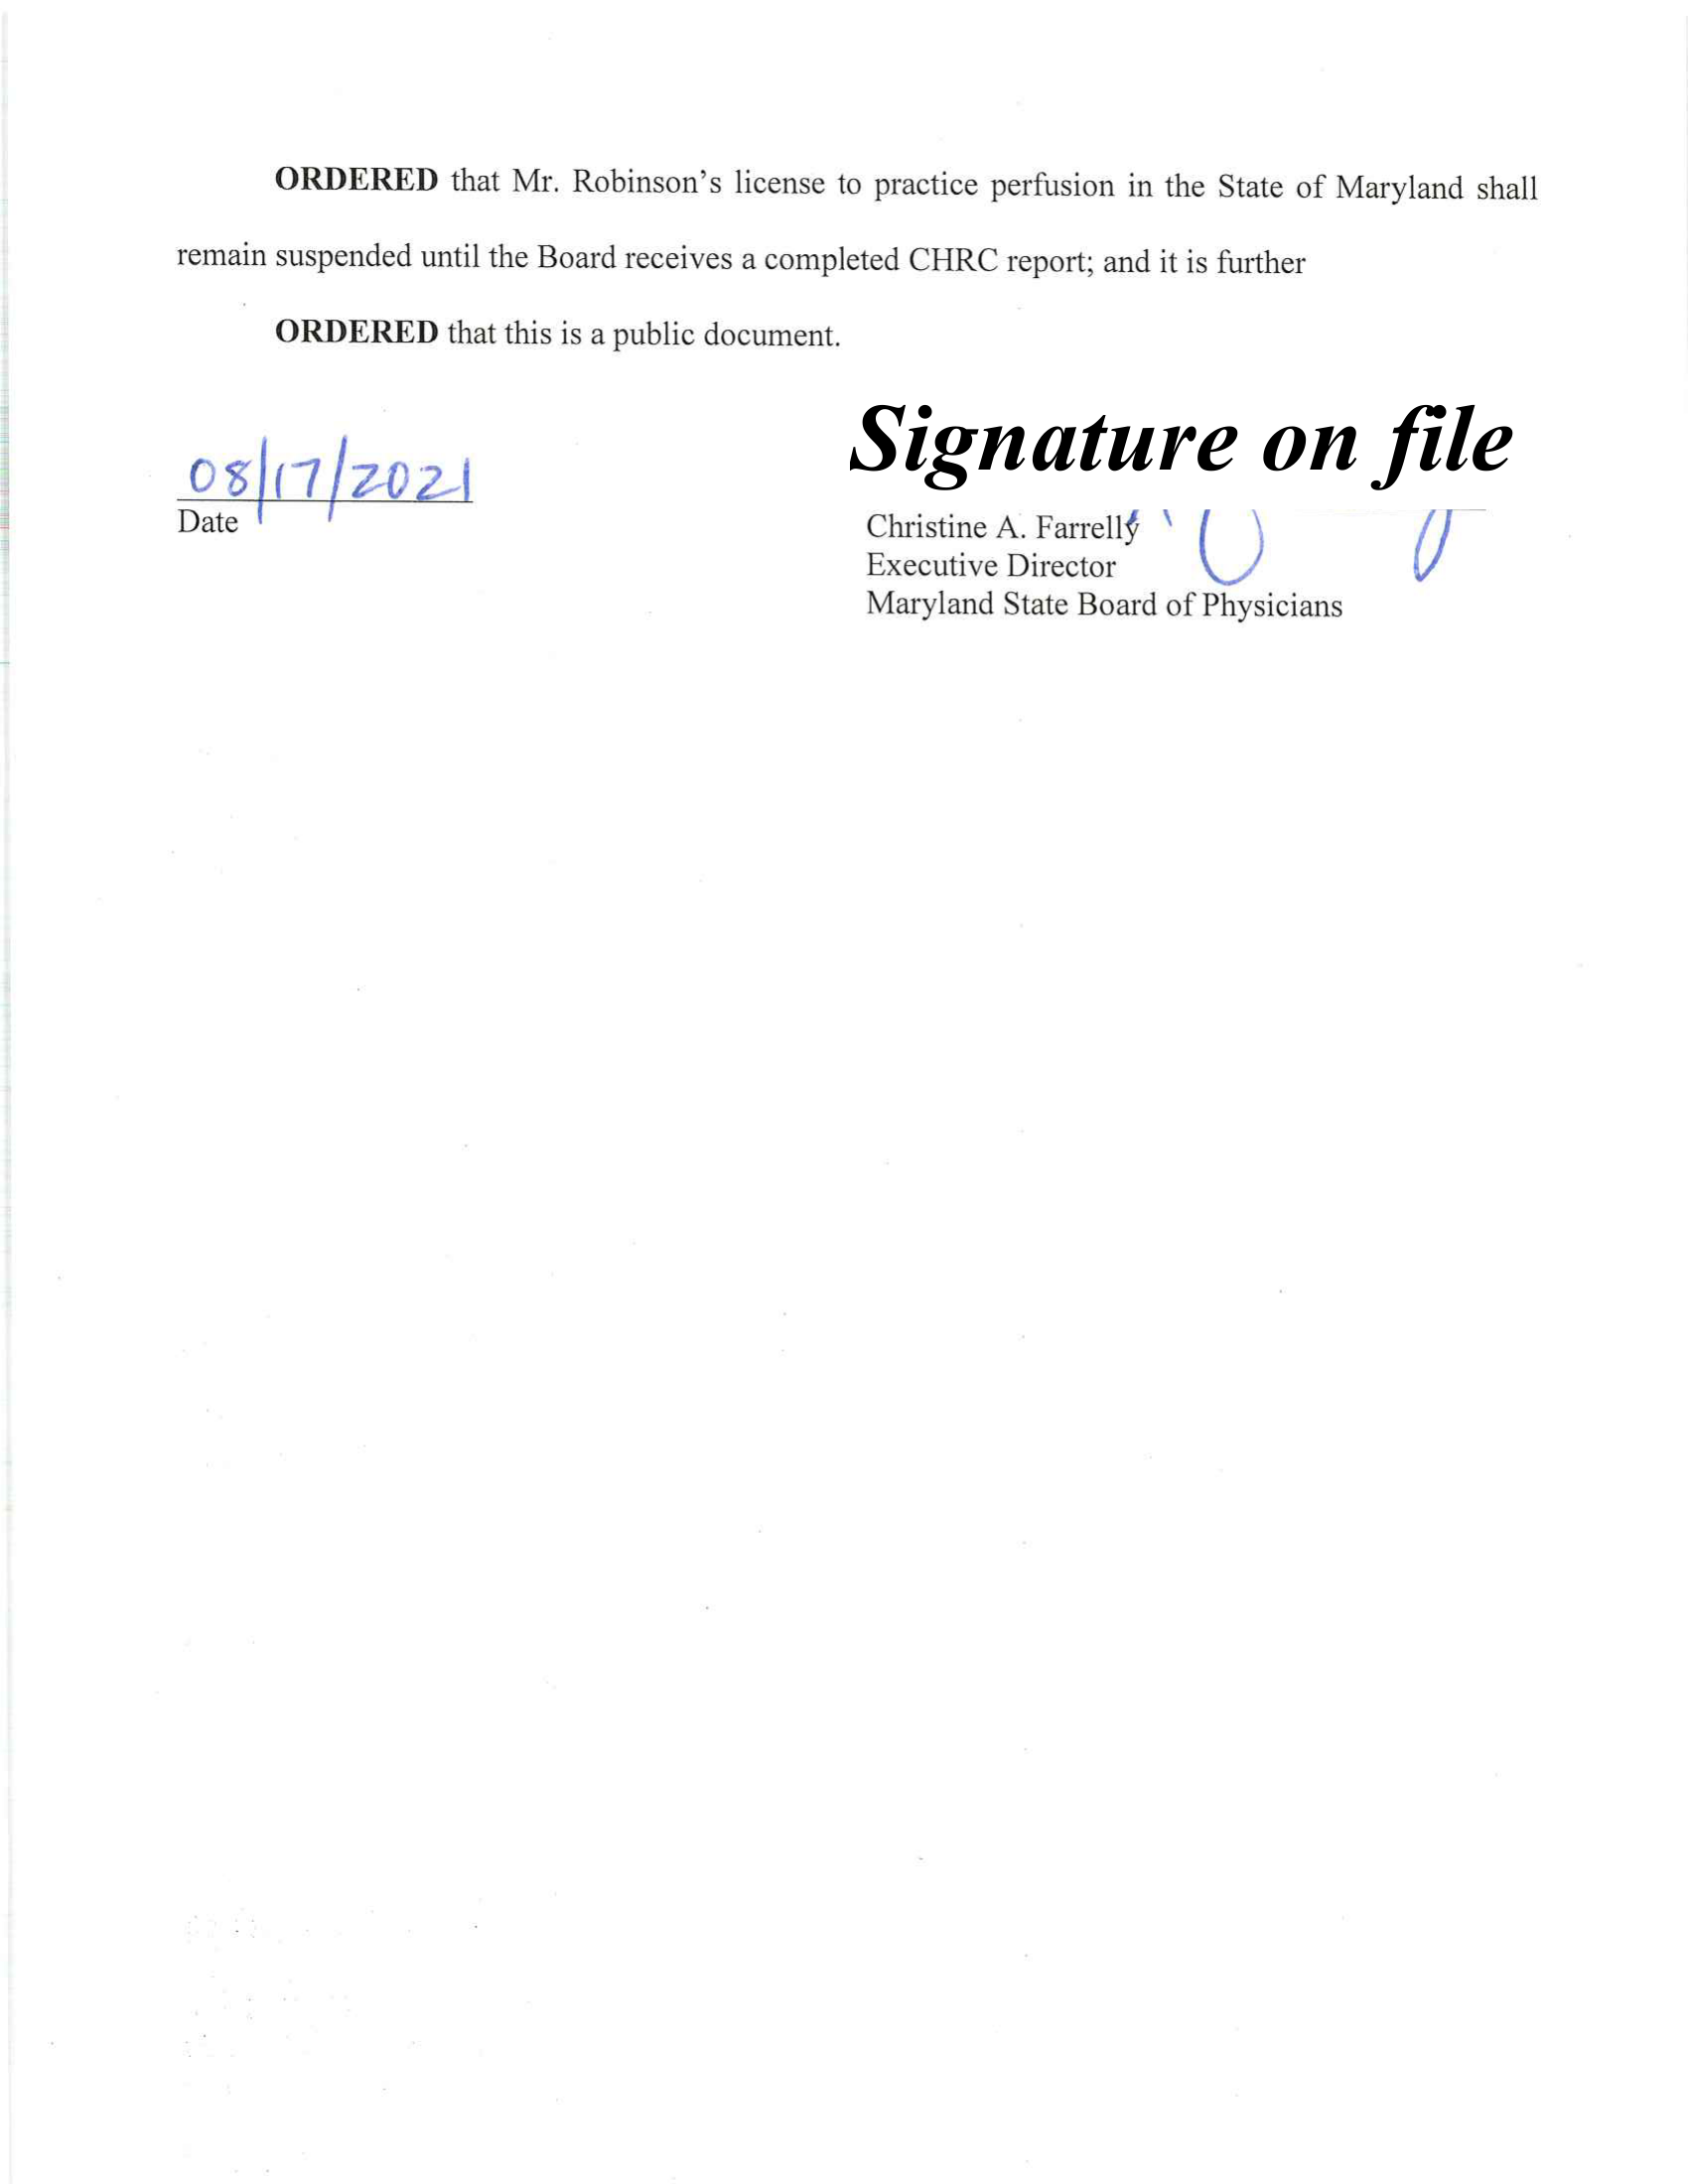 ORDERED that Mr. Robinson's license to practice perfusion in the State of Maryland shall
remain suspended until the Board receives a completed CHRC report; and it is further
ORDERED that this is a public document.
08/17/2021
Date
Signature on file
Christine A. Farrelly
Executive Director
Maryland State Board of Physicians